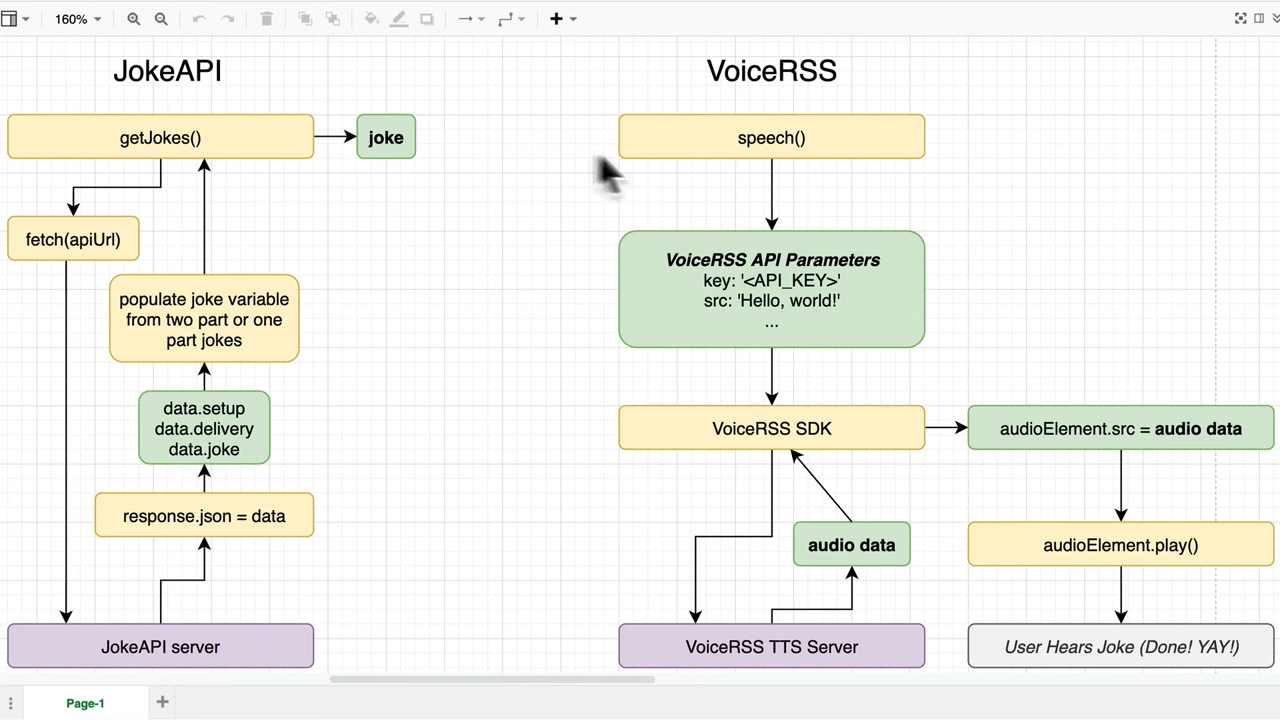 160%
JokeAPI
getJokes()
joke
fetch(apiUrl)
populate joke variable
from two part or one
part jokes
data.setup
data.delivery
data.joke
response.json = data
JokeAPI server
VoiceRSS
speech()
VoiceRSS API Parameters
key: '<API_KEY>'
src: 'Hello, world!'
...
VoiceRSS SDK
audio data
VoiceRSS TTS Server
audioElement.src = audio data
audioElement.play()
User Hears Joke (Done! YAY!)
Page-1